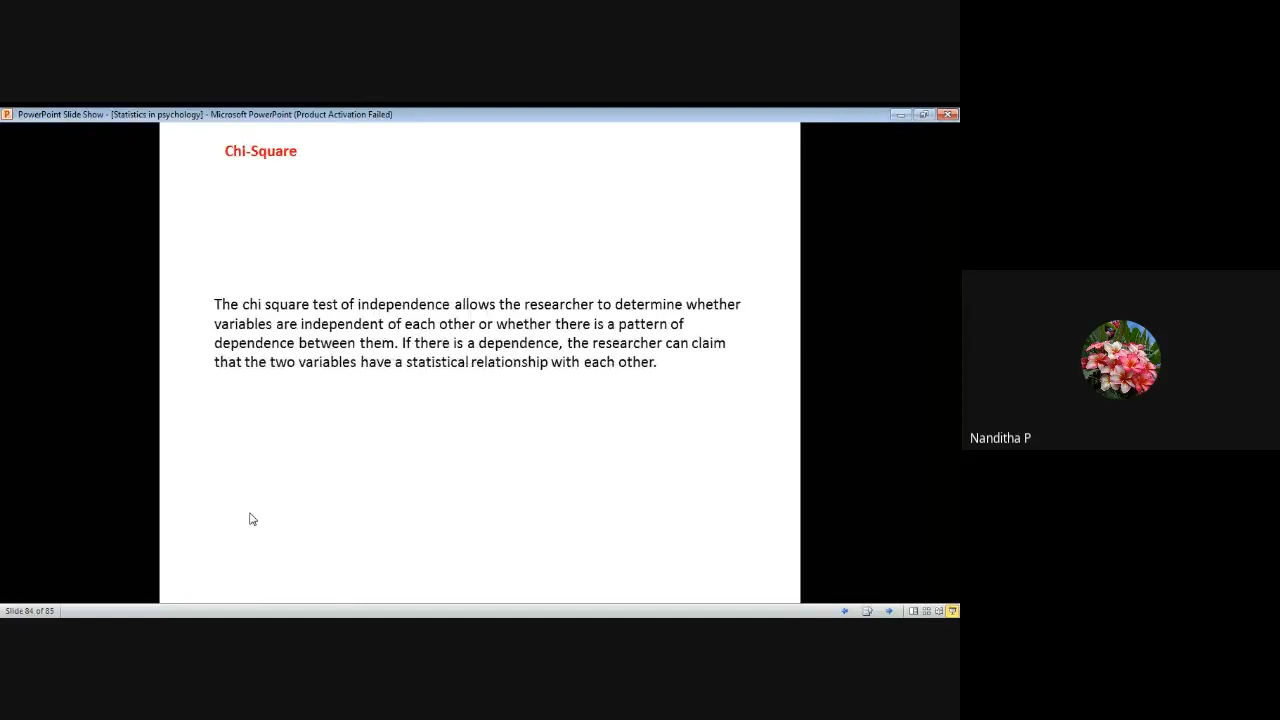 PowerPoint Slide Show - [Statistics in psychology] - Microsoft PowerPoint (Product Activation Failed)
Chi-Square
The chi square test of independence allows the researcher to determine whether
variables are independent of each other or whether there is a pattern of
dependence between them. If there is a dependence, the researcher can claim
that the two variables have a statistical relationship with each other.
Nanditha P
Slide 84 of 85